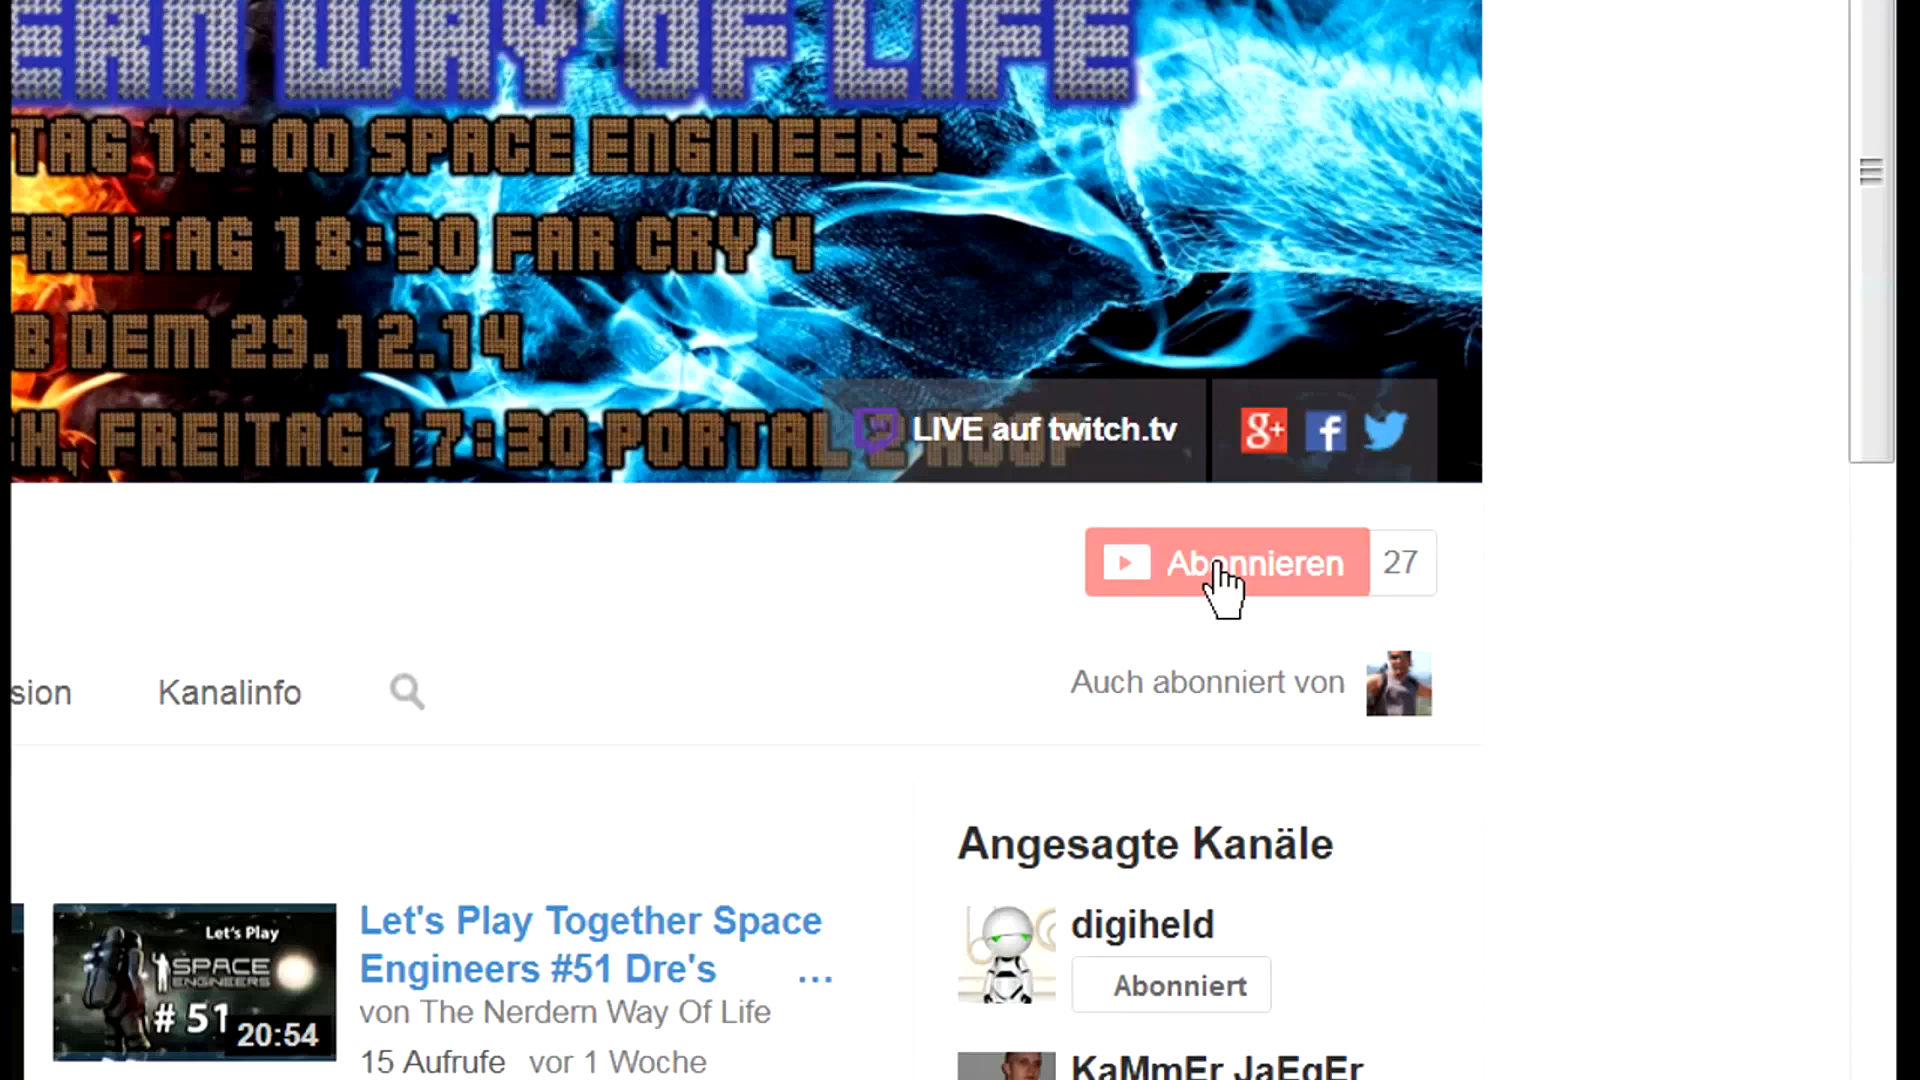 ERN WAY OF LIFE
TAG 18:00 SPACE ENGINEERS
FREITAG 18:30 FAR CRY 4
B DEM 29.12.14
H, FREITAG 17:30 PORTAL 2
LIVE auf twitch.tv
g+ f
Abonnieren 27
Auch abonniert von
sion Kanalinfo
Angesagte Kanäle
Let's Play
SPACE
ENGINEERS
# 51
20:54
Let's Play Together Space
Engineers #51 Dre's ...
von The Nerdern Way Of Life
15 Aufrufe vor 1 Woche
digiheld
Abonniert
KaMmEr JaEgEr